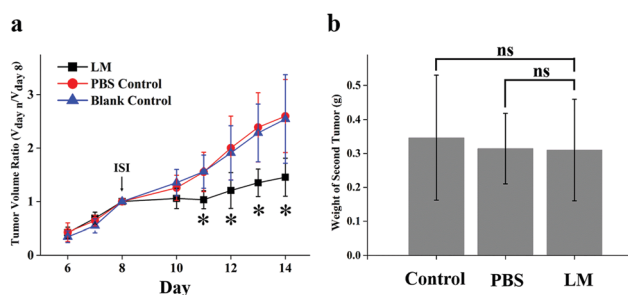 a
LM
PBS Control
Blank Control
ISI
Tumor Volume Ratio (Vday n/Vday 8)
3
2
1
0
6
8
10
12
14
* * * *
Day
b
ns
ns
Weight of Second Tumor (g)
0.5
0.4
0.3
0.2
0.1
0.0
Control PBS LM